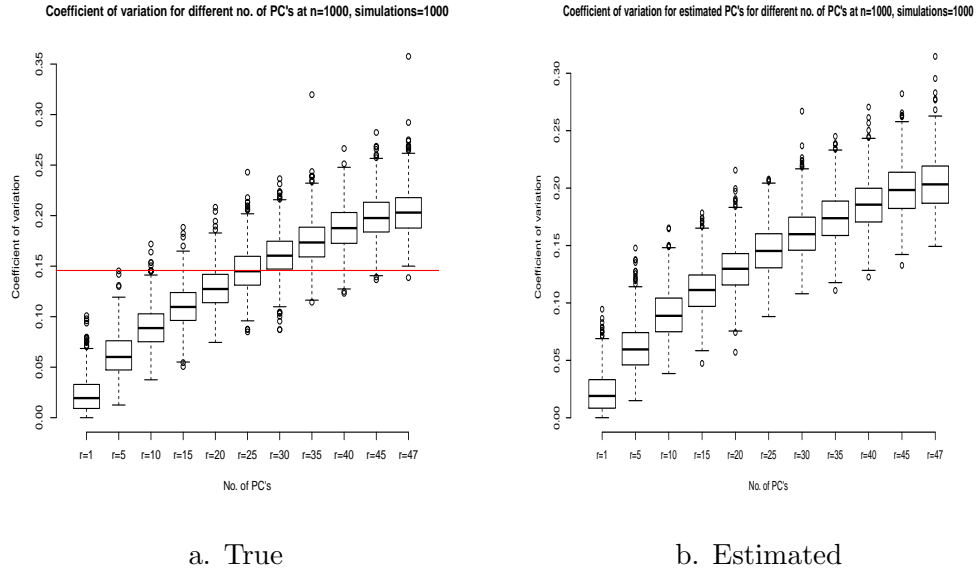 Coefficient of variation for different no. of PC's at n=1000, simulations=1000
Coefficient of variation
0.35
0.30
0.25
0.20
0.15
0.10
0.05
0.00
r=1 r=5 r=10 r=15 r=20 r=25 r=30 r=35 r=40 r=45 r=47
No. of PC's
a. True
Coefficient of variation for estimated PC's for different no. of PC's at n=1000, simulations=1000
Coefficient of variation
0.30
0.25
0.20
0.15
0.10
0.05
0.00
r=1 r=5 r=10 r=15 r=20 r=25 r=30 r=35 r=40 r=45 r=47
No. of PC's
b. Estimated